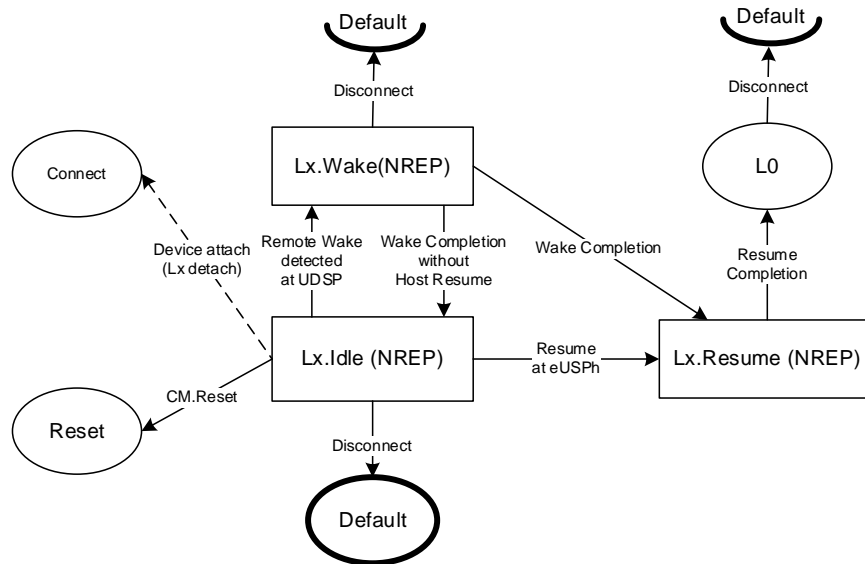 Default
Default
Disconnect
Disconnect
Lx.Wake(NREP)
L0
Connect
Device attach
(Lx detach)
Remote Wake
detected
at UDSP
Wake Completion
without
Host Resume
Wake Completion
Resume
Completion
Lx.Idle (NREP)
Resume
at eUSPh
Lx.Resume (NREP)
CM.Reset
Reset
Disconnect
Default